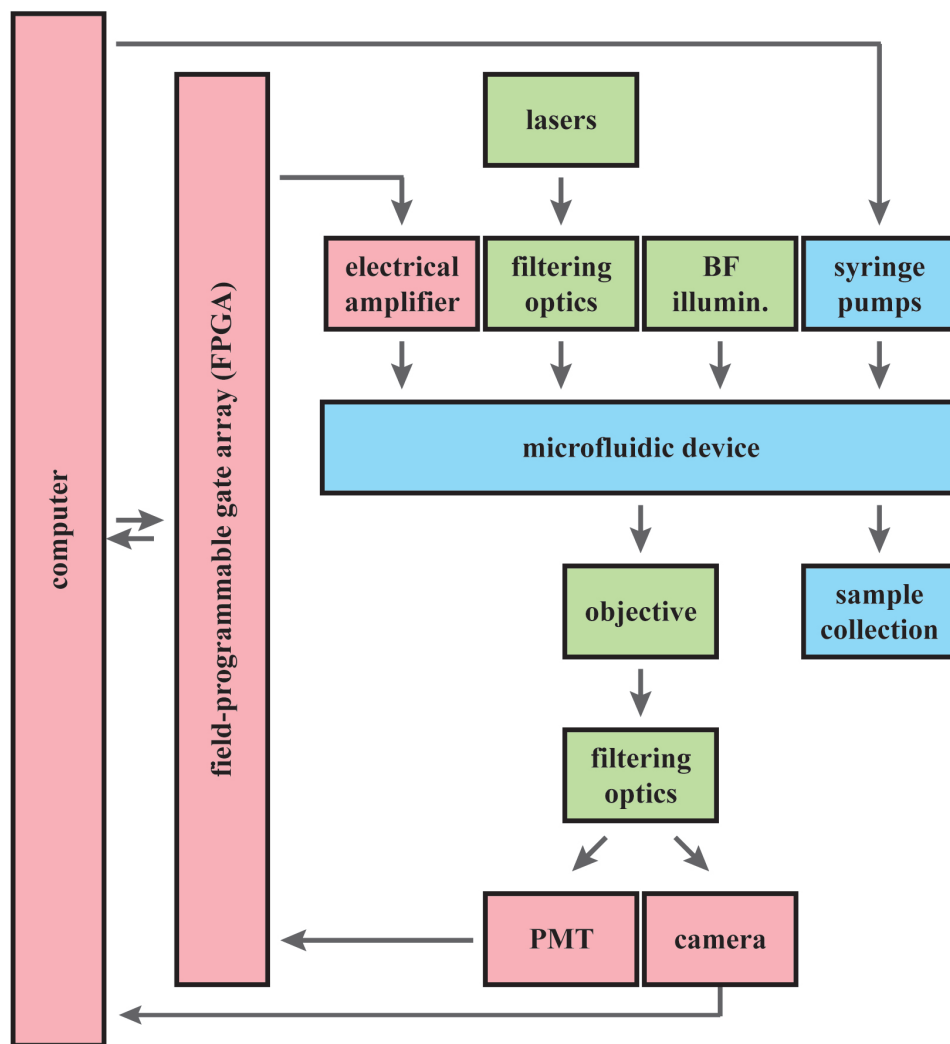 computer
field-programmable gate array (FPGA)
lasers
electrical
amplifier
filtering
optics
BF
illumin.
syringe
pumps
microfluidic device
objective
sample
collection
filtering
optics
PMT
camera